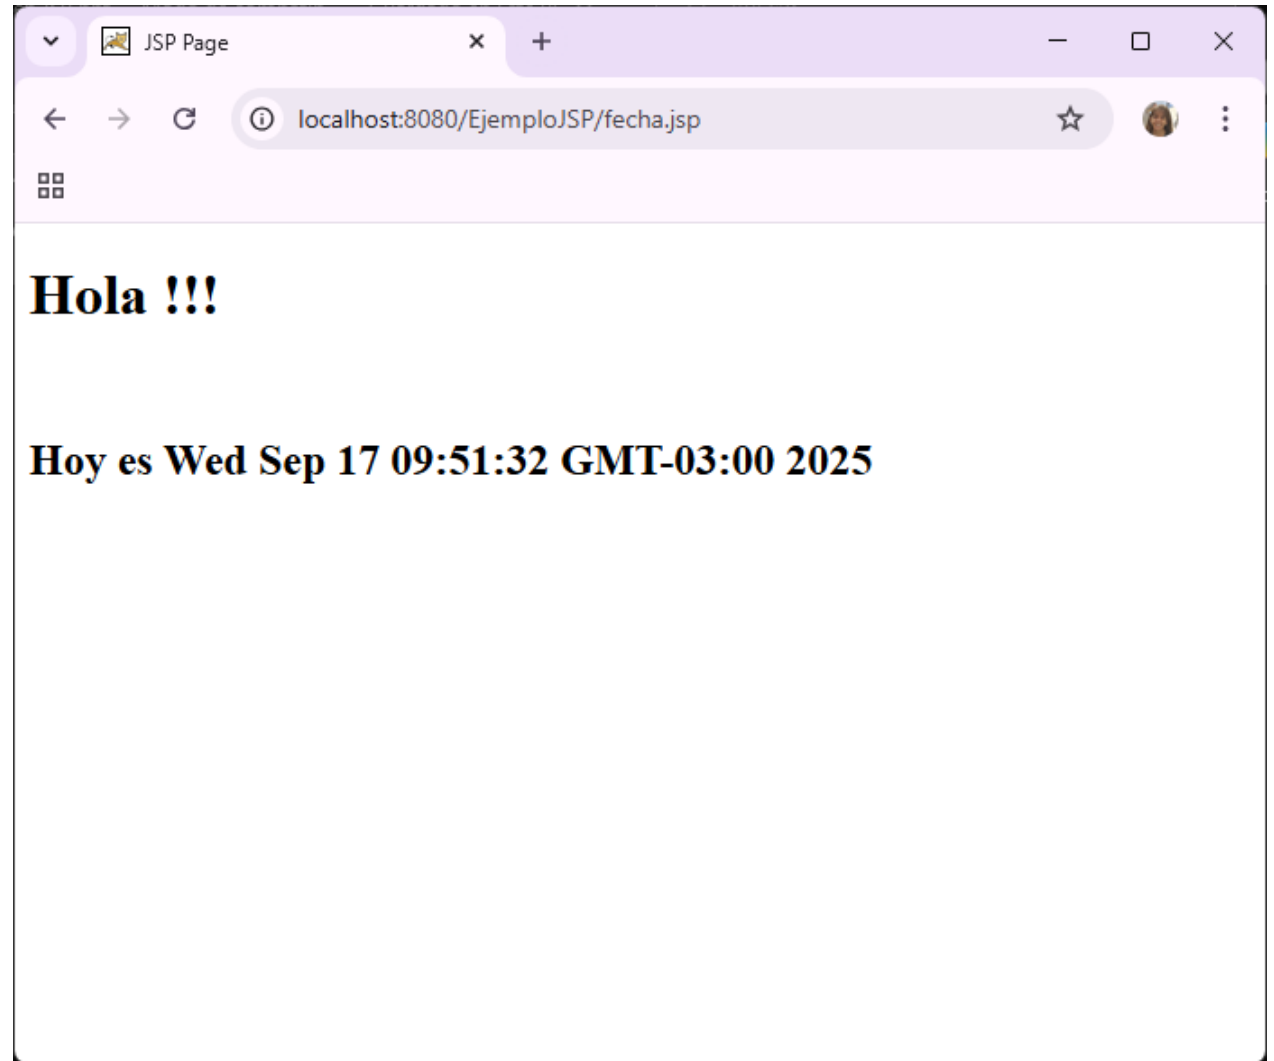 JSP Page
localhost:8080/EjemploJSP/fecha.jsp
Hola !!!
Hoy es Wed Sep 17 09:51:32 GMT-03:00 2025